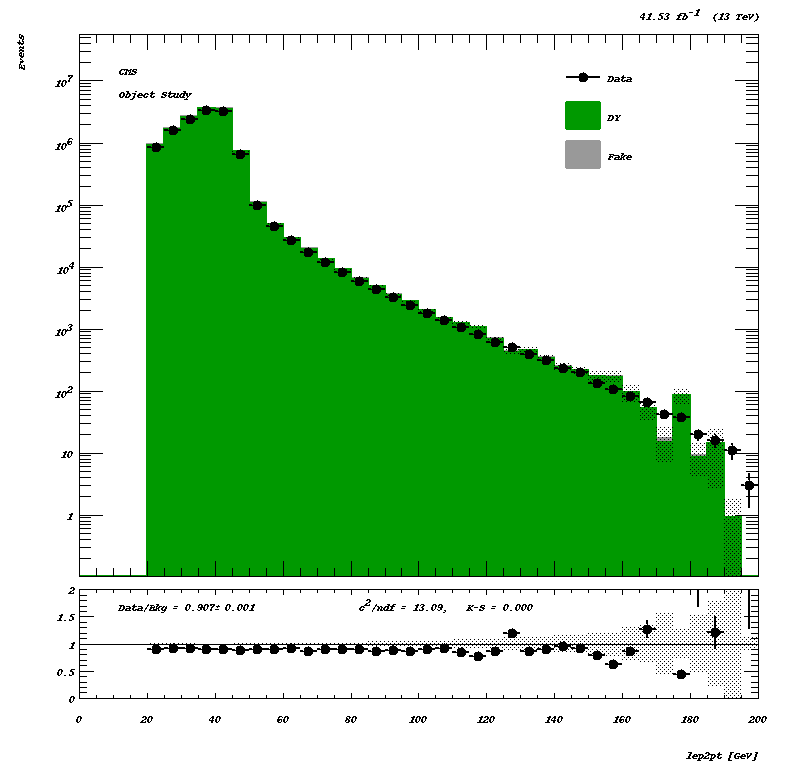 41.53 fb-1 (13 TeV)
Events
CMS
Object Study
Data
DY
Fake
10^7
10^6
10^5
10^4
10^3
10^2
10
1
Data/Bkg = 0.907± 0.001 c^2/ndf = 13.09, K-S = 0.000
2
1.5
1
0.5
0
0 20 40 60 80 100 120 140 160 180 200
lep2pt [GeV]